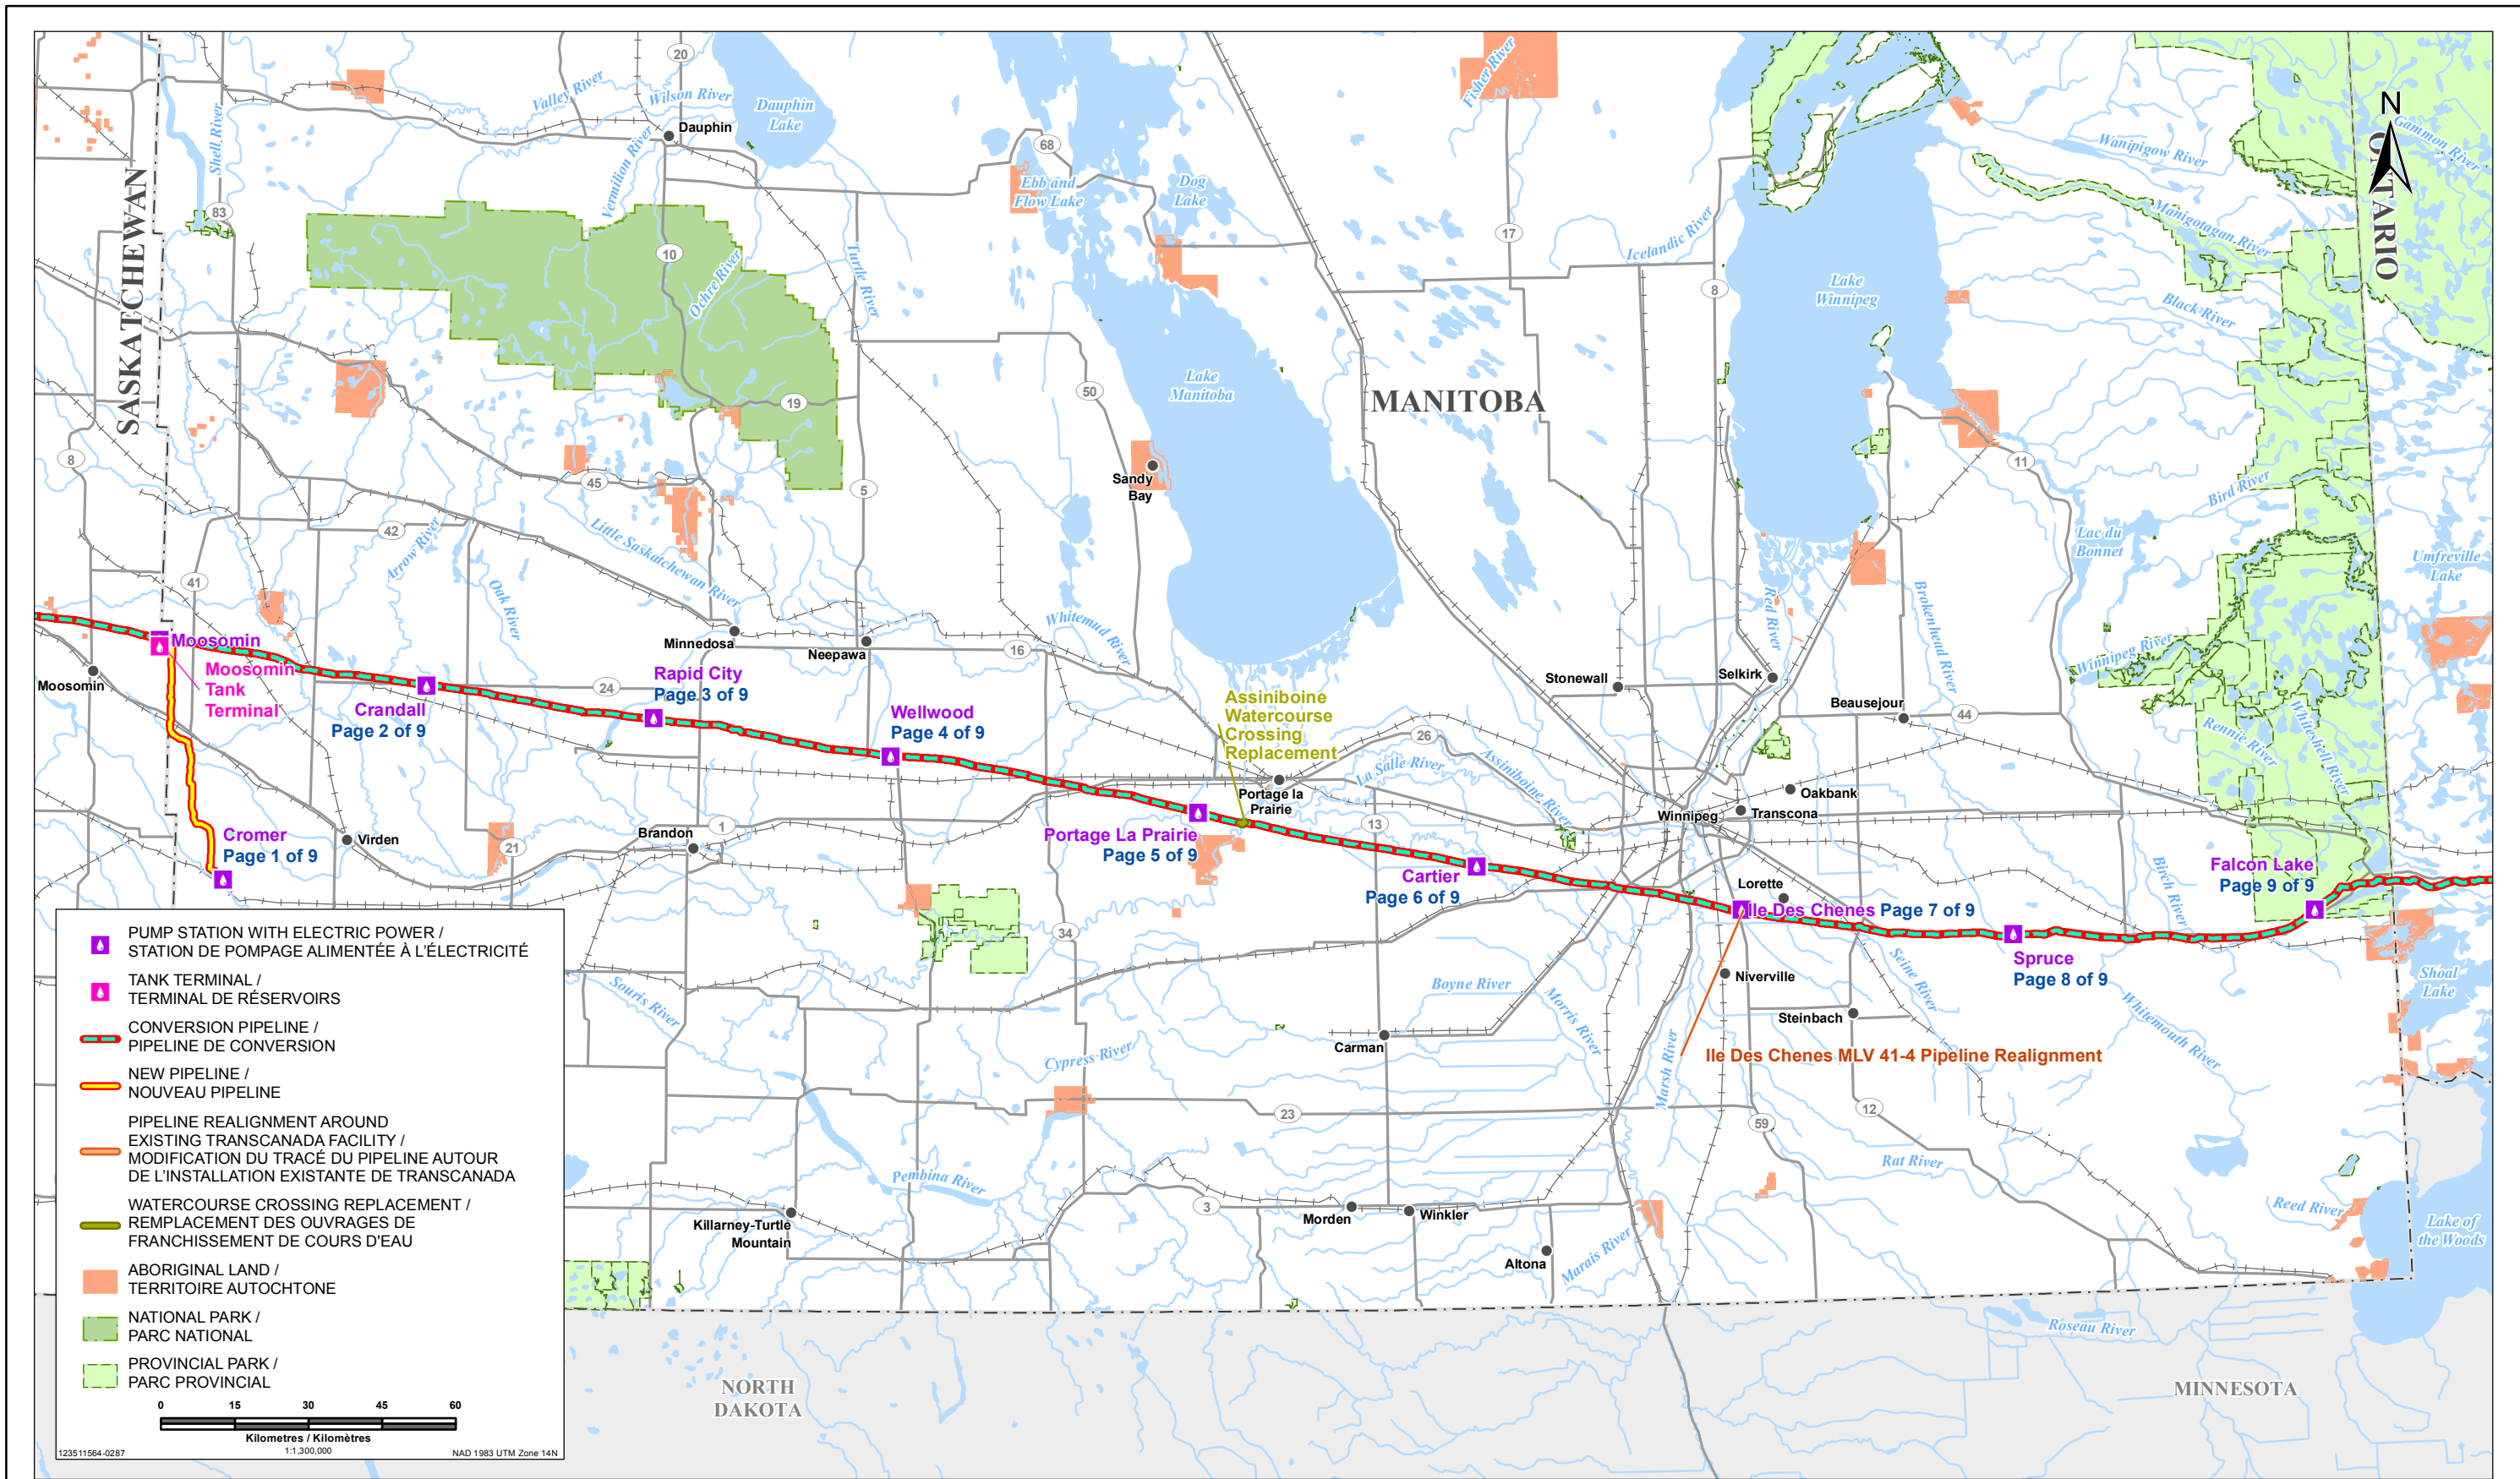 20
Valley River
Wilson River
Dauphin
Lake
Dauphin
Vermilion River
Shell River
Fisher River
68
Ebb and
Flow Lake
Dog
Lake
N
ONTARIO
Gammon River
Wanipigow River
Manigotagan River
SASKATCHEWAN
83
10
Ochre River
Turtle River
17
Icelandic River
8
Lake
Winnipeg
Black River
19
50
Lake
Manitoba
MANITOBA
8
45
5
Sandy
Bay
11
Bird River
42
Arrow River
Little Saskatchewan River
Lac du
Bonnet
Umfreville
Lake
41
Oak River
Red River
Brokenhead River
Moosomin
Moosomin
Tank
Terminal
Moosomin
Minnedosa
Neepawa
16
Whitemud River
Winnipeg River
Stonewall
Selkirk
Beausejour
44
Rennie River
Whiteshell River
Crandall
Page 2 of 9
24
Rapid City
Page 3 of 9
Wellwood
Page 4 of 9
Assiniboine
Watercourse
Crossing
Replacement
26
La Salle River
Assiniboine River
Portage la
Prairie
Oakbank
Winnipeg
Transcona
Cromer
Page 1 of 9
Virden
21
Brandon
1
Portage La Prairie
Page 5 of 9
13
Cartier
Page 6 of 9
Lorette
Ile Des Chenes
Page 7 of 9
Birch River
Falcon Lake
Page 9 of 9
Spruce
Page 8 of 9
Shoal
Lake
34
Souris River
Boyne River
Morris River
Niverville
Steinbach
Seine River
Whitemouth River
Carman
Cypress River
Marsh River
Ile Des Chenes MLV 41-4 Pipeline Realignment
23
59
12
Rat River
Pembina River
Killarney-Turtle
Mountain
3
Morden
Winkler
Altona
Marais River
Reed River
Lake of
the Woods
Roseau River
NORTH
DAKOTA
MINNESOTA
PUMP STATION WITH ELECTRIC POWER /
STATION DE POMPAGE ALIMENTÉE À L'ÉLECTRICITÉ
TANK TERMINAL /
TERMINAL DE RÉSERVOIRS
CONVERSION PIPELINE /
PIPELINE DE CONVERSION
NEW PIPELINE /
NOUVEAU PIPELINE
PIPELINE REALIGNMENT AROUND
EXISTING TRANSCANADA FACILITY /
MODIFICATION DU TRACÉ DU PIPELINE AUTOUR
DE L'INSTALLATION EXISTANTE DE TRANSCANADA
WATERCOURSE CROSSING REPLACEMENT /
REMPLACEMENT DES OUVRAGES DE
FRANCHISSEMENT DE COURS D'EAU
ABORIGINAL LAND /
TERRITOIRE AUTOCHTONE
NATIONAL PARK /
PARC NATIONAL
PROVINCIAL PARK /
PARC PROVINCIAL
0 15 30 45 60
Kilometres / Kilomètres
1:1,300,000
123511564-0287
NAD 1983 UTM Zone 14N